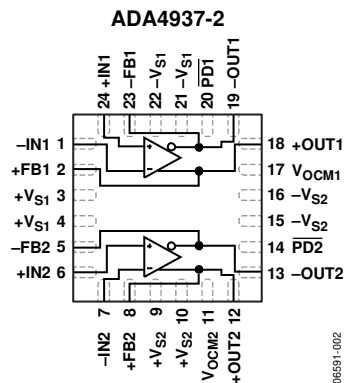 ADA4937-2
24 +IN1
23 –FB1
22 –VS1
21 –VS1
20 PD1
19 –OUT1
–IN1 1
+FB1 2
+VS1 3
+VS1 4
–FB2 5
+IN2 6
18 +OUT1
17 VOCM1
16 –VS2
15 –VS2
14 PD2
13 –OUT2
–IN2 7
+FB2 8
+VS2 9
+VS2 10
VOCM2 11
+OUT2 12
06591-002